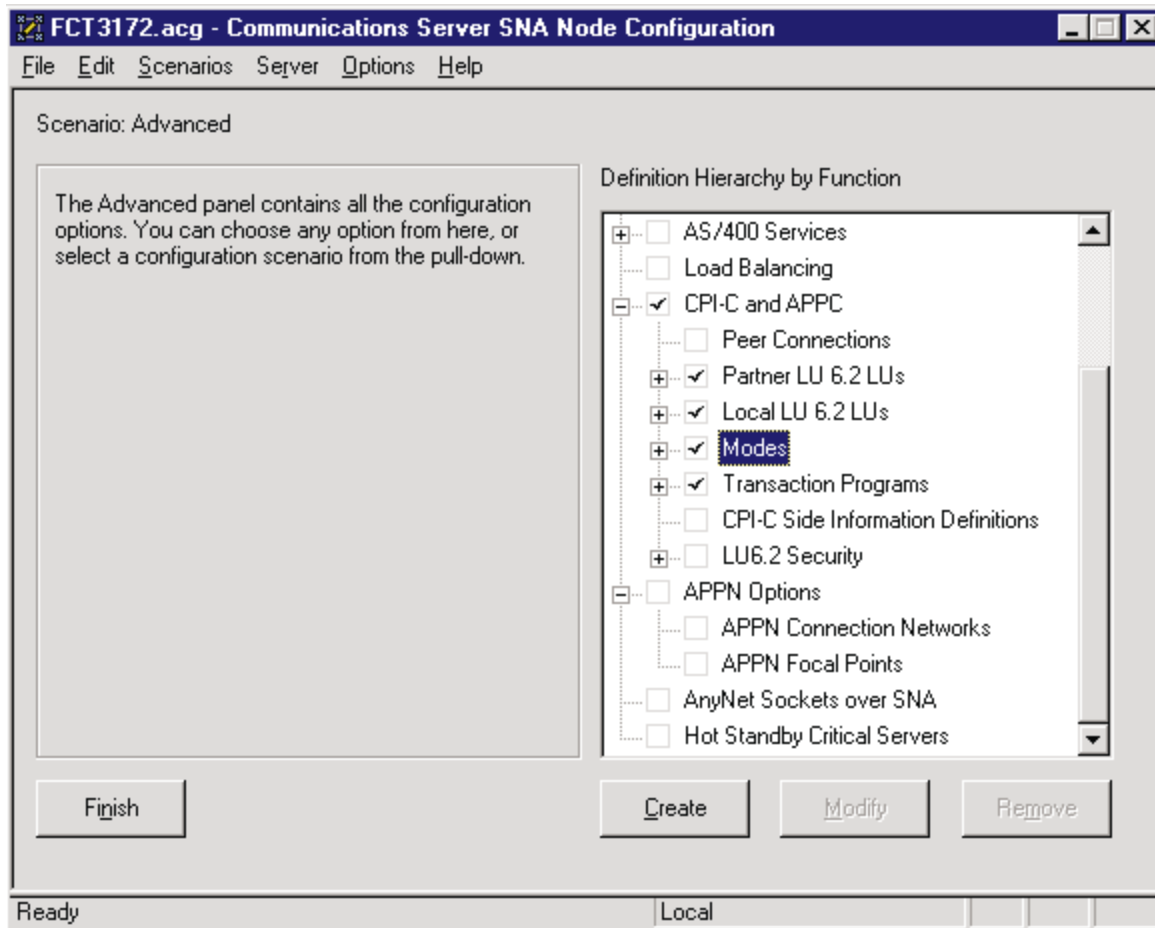 FCT3172.acg - Communications Server SNA Node Configuration
File Edit Scenarios Server Options Help
Scenario: Advanced
The Advanced panel contains all the configuration
options. You can choose any option from here, or
select a configuration scenario from the pull-down.
Definition Hierarchy by Function
AS/400 Services
Load Balancing
CPI-C and APPC
Peer Connections
Partner LU 6.2 LUs
Local LU 6.2 LUs
Modes
Transaction Programs
CPI-C Side Information Definitions
LU6.2 Security
APPN Options
APPN Connection Networks
APPN Focal Points
AnyNet Sockets over SNA
Hot Standby Critical Servers
Finish Create Modify Remove
Ready Local